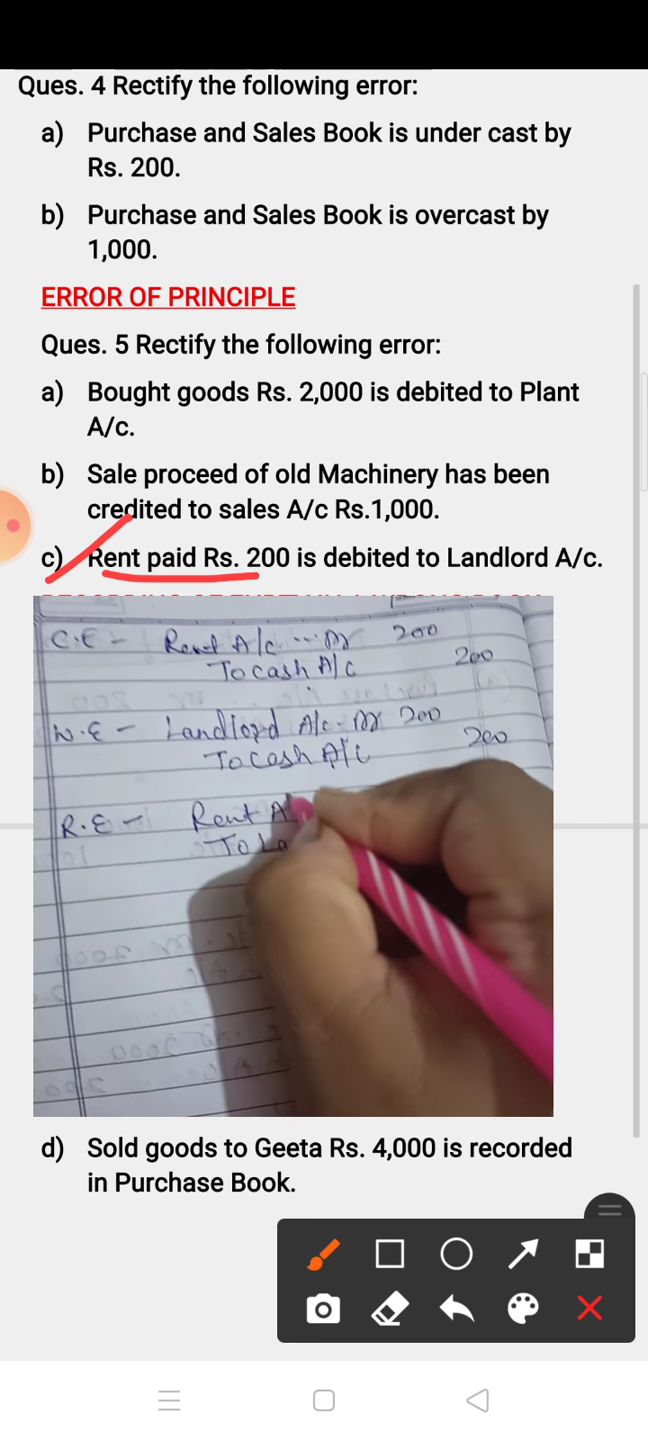 Ques. 4 Rectify the following error:
a) Purchase and Sales Book is under cast by
Rs. 200.
b) Purchase and Sales Book is overcast by
1,000.
ERROR OF PRINCIPLE
Ques. 5 Rectify the following error:
a) Bought goods Rs. 2,000 is debited to Plant
A/c.
b) Sale proceed of old Machinery has been
credited to sales A/c Rs.1,000.
c) Rent paid Rs. 200 is debited to Landlord A/c.
C.E - Rent A/c ... Dr 200
To cash A/c 200
W.E - Landlord A/c - Dr 200
To cash A/c 200
R.E - Rent A
To La
d) Sold goods to Geeta Rs. 4,000 is recorded
in Purchase Book.